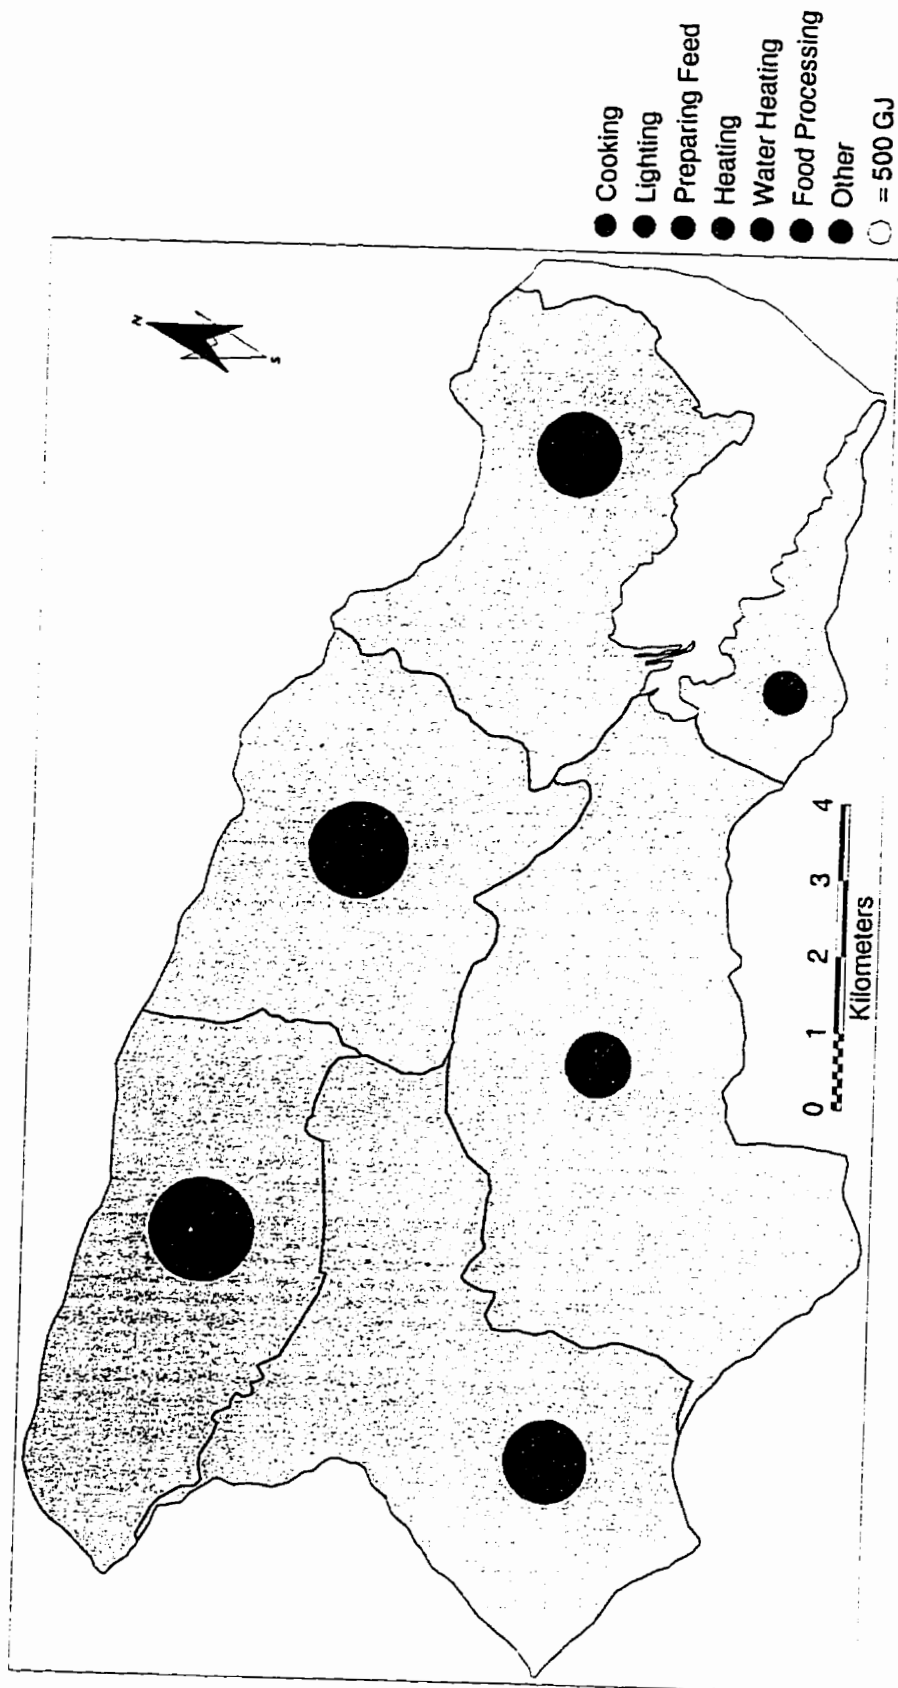 N
S
Cooking
Lighting
Preparing Feed
Heating
Water Heating
Food Processing
Other
= 500 GJ
0 1 2 3 4
Kilometers